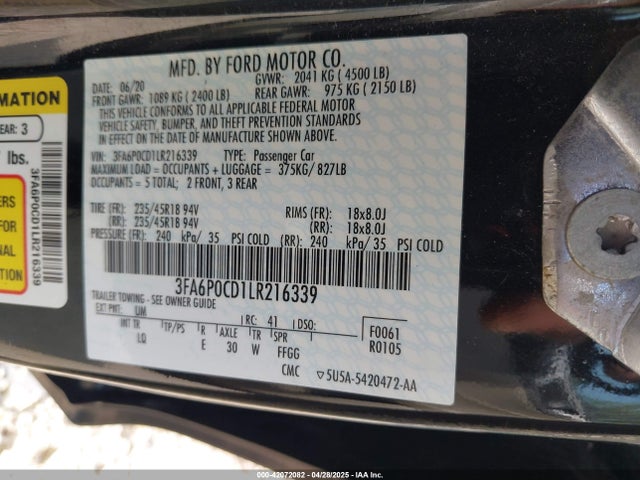 MFD. BY FORD MOTOR CO.
DATE: 06/20 GVWR: 2041 KG ( 4500 LB)
FRONT GAWR: 1089 KG ( 2400 LB) REAR GAWR: 975 KG ( 2150 LB)
THIS VEHICLE CONFORMS TO ALL APPLICABLE FEDERAL MOTOR
VEHICLE SAFETY, BUMPER, AND THEFT PREVENTION STANDARDS
IN EFFECT ON THE DATE OF MANUFACTURE SHOWN ABOVE.
VIN: 3FA6P0CD1LR216339 TYPE: Passenger Car
MAXIMUM LOAD = OCCUPANTS + LUGGAGE = 375KG/ 827LB
OCCUPANTS = 5 TOTAL; 2 FRONT, 3 REAR
TIRE (FR): 235/45R18 94V RIMS (FR): 18x8.0J
(RR): 235/45R18 94V (RR): 18x8.0J
PRESSURE (FR): 240 kPa/ 35 PSI COLD (RR): 240 kPa/ 35 PSI COLD
3FA6P0CD1LR216339
TRAILER TOWING - SEE OWNER GUIDE
EXT PNT: UM RC: 41 DSO: F0061
INT TR TP/PS R AXLE TR SPR R0105
LQ E 30 W FFGG
CMC ▽5U5A-5420472-AA
ORMATION
EAR: 3
lbs.
ERS
FOR
NAL
TION
3FA6P0CD1LR216339
000-42072082 - 04/28/2025 - IAAI.COM